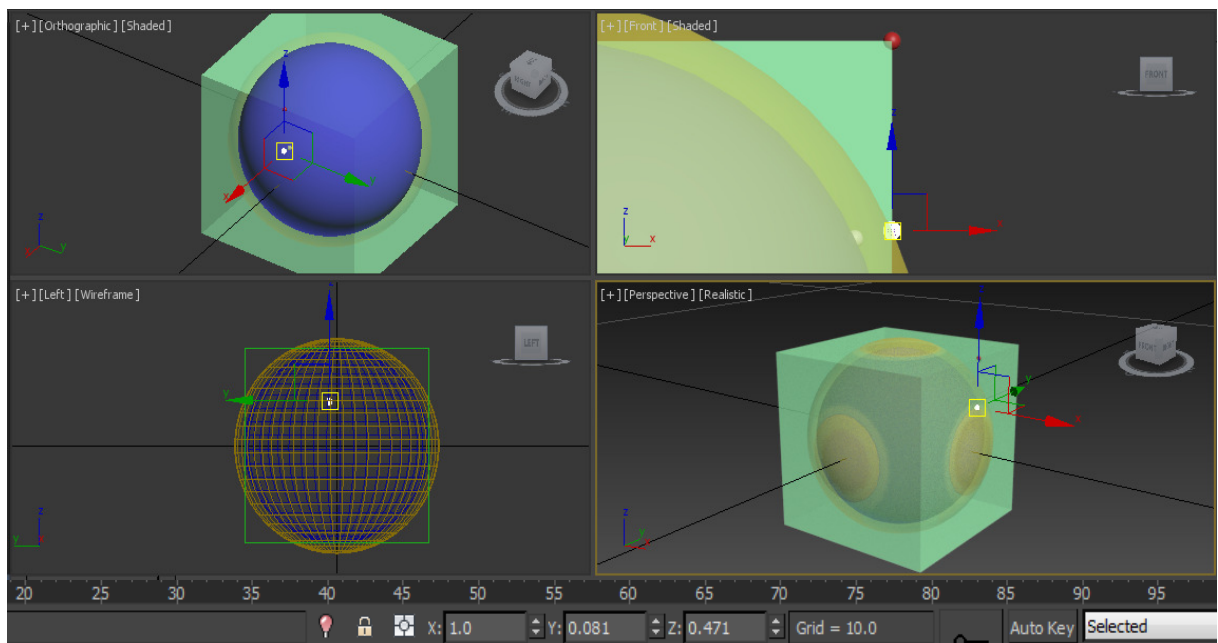 [+] [Orthographic] [Shaded]
z
x
y
RIGHT
z
x
y
[+] [Front] [Shaded]
FRONT
z
x
z
y
x
[+] [Left] [Wireframe]
LEFT
y
z
y
[+] [Perspective] [Realistic]
FRONT
y
x
z
y
x
20 25 30 35 40 45 50 55 60 65 70 75 80 85 90 95
X: 1.0 Y: 0.081 Z: 0.471 Grid = 10.0 Auto Key Selected